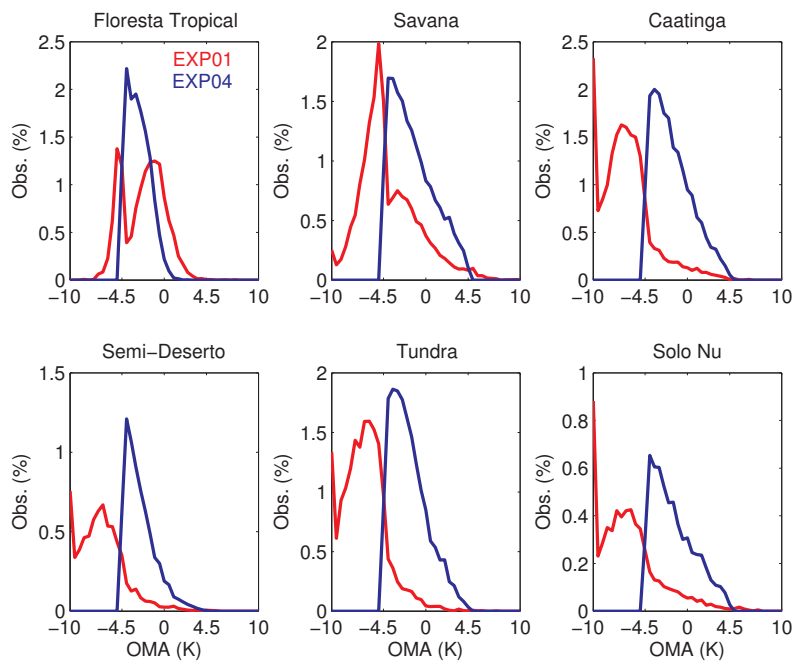 Floresta Tropical
Savana
Caatinga
EXP01
EXP04
Obs. (%)
2.5
2
1.5
1
0.5
0
−10 −4.5 0 4.5 10
Obs. (%)
2
1.5
1
0.5
0
−10 −4.5 0 4.5 10
Obs. (%)
2.5
2
1.5
1
0.5
0
−10 −4.5 0 4.5 10
Semi−Deserto
Tundra
Solo Nu
Obs. (%)
1.5
1
0.5
0
−10 −4.5 0 4.5 10
OMA (K)
Obs. (%)
2
1.5
1
0.5
0
−10 −4.5 0 4.5 10
OMA (K)
Obs. (%)
1
0.8
0.6
0.4
0.2
0
−10 −4.5 0 4.5 10
OMA (K)